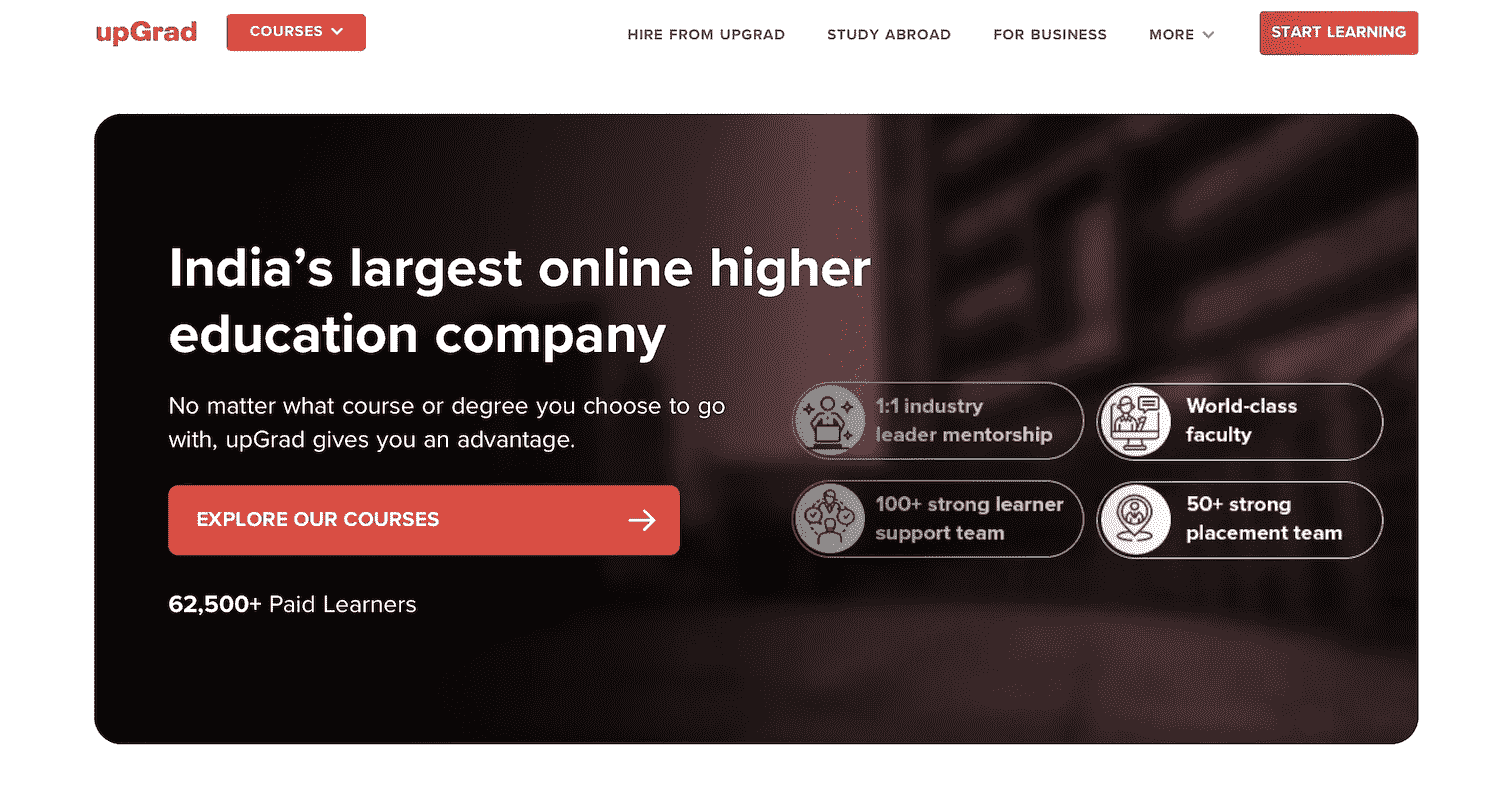 upGrad
COURSES
HIRE FROM UPGRAD
STUDY ABROAD
FOR BUSINESS
MORE
START LEARNING
India’s largest online higher
education company
No matter what course or degree you choose to go
with, upGrad gives you an advantage.
EXPLORE OUR COURSES
62,500+ Paid Learners
1:1 industry
leader mentorship
World-class
faculty
100+ strong learner
support team
50+ strong
placement team